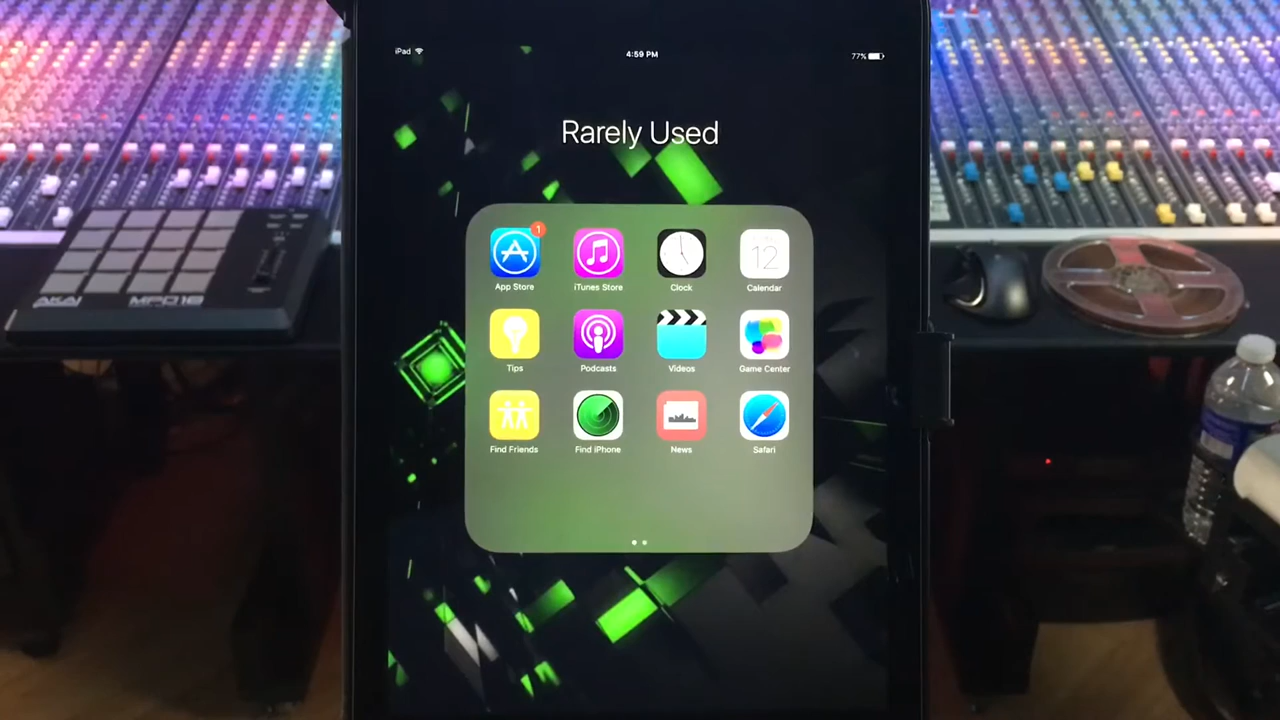 iPad 4:59 PM 77%
Rarely Used
1
12
App Store iTunes Store Clock Calendar
Tips Podcasts Videos Game Center
Find Friends Find iPhone News Safari
AKAI MPD18